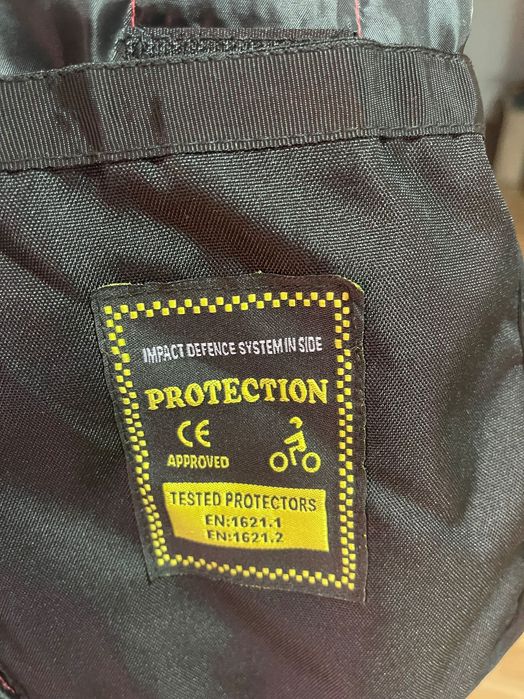 IMPACT DEFENCE SYSTEM IN SIDE
PROTECTION
CE
APPROVED
TESTED PROTECTORS
EN:1621.1
EN:1621.2